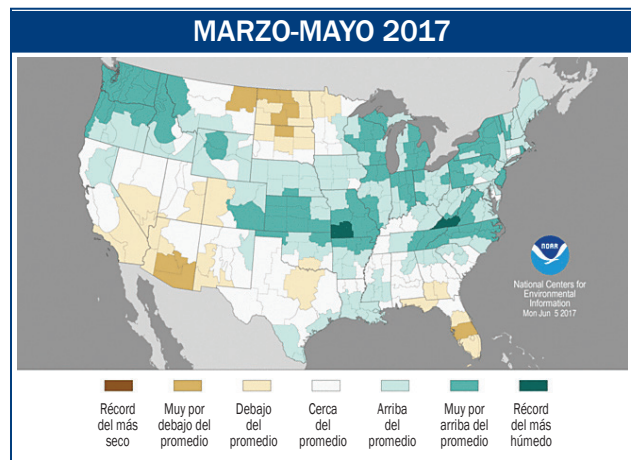 MARZO-MAYO 2017
NOAA
National Centers for
Environmental
Information
Mon Jun 5 2017
Récord
del más
seco
Muy por
debajo del
promedio
Debajo
del
promedio
Cerca
del
promedio
Arriba
del
promedio
Muy por
arriba del
promedio
Récord
del más
húmedo